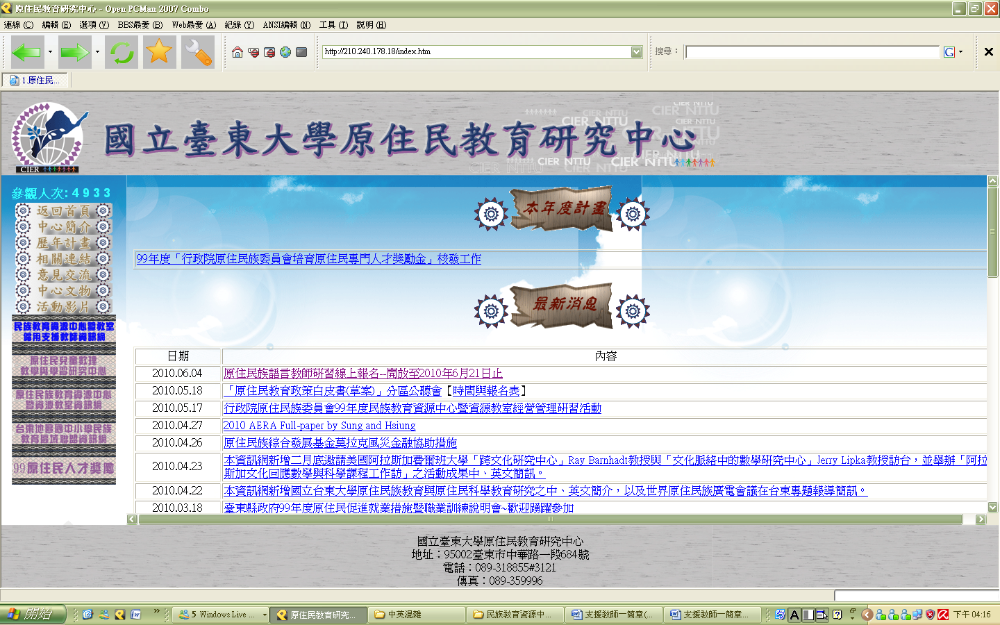 原住民教育研究中心 - Open PCMan 2007 Combo
連線 (C) 編輯 (E) 選項 (V) BBS最愛 (B) Web最愛 (A) 紀錄 (Y) ANSI編輯 (N) 工具 (T) 說明 (H)
http://210.240.178.18/index.htm 搜尋：
1.原住民...
CIER NTTU
國立臺東大學原住民教育研究中心
CIER
參觀人次: 4933
返回首頁
中心簡介
歷年計畫
相關連結
意見交流
中心文物
活動影片
民族教育資源中心暨教室
借用支援教師資訊網
原住民兒童數理
教學與學習研究中心
原住民族教育資源中心
暨資源教室資訊網
台東地區國中小學民族
教育區域聯盟資訊網
99原住民人才獎勵
本年度計畫
99年度「行政院原住民族委員會培育原住民專門人才獎勵金」核發工作
最新消息
日期 內容
2010.06.04 原住民族語言教師研習線上報名--開放至2010年6月21日止
2010.05.18 「原住民教育政策白皮書(草案)」分區公聽會【時間與報名表】
2010.05.17 行政院原住民族委員會99年度民族教育資源中心暨資源教室經營管理研習活動
2010.04.27 2010 AERA Full-paper by Sung and Hsiung
2010.04.26 原住民族綜合發展基金莫拉克風災金融協助措施
2010.04.23 本資訊網新增二月底邀請美國阿拉斯加費爾班大學「跨文化研究中心」Ray Barnhadt教授與「文化脈絡中的數學研究中心」Jerry Lipka教授訪台，並舉辦「阿拉
斯加文化回應數學與科學課程工作訪」之活動成果中、英文簡訊。
2010.04.22 本資訊網新增國立台東大學原住民族教育與原住民科學教育研究之中、英文簡介，以及世界原住民族廣電會議在台東專題報導簡訊。
2010.03.18 臺東縣政府99年度原住民促進就業措施暨職業訓練說明會~歡迎踴躍參加
國立臺東大學原住民教育研究中心
地址：95002臺東市中華路一段684號
電話：089-318855#3121
傳真：089-359996
開始 5 Windows Live ... 原住民教育研究... 中英混雜 民族教育資源中... 支援教師一簡章(... 支援教師一簡章... 下午 04:16